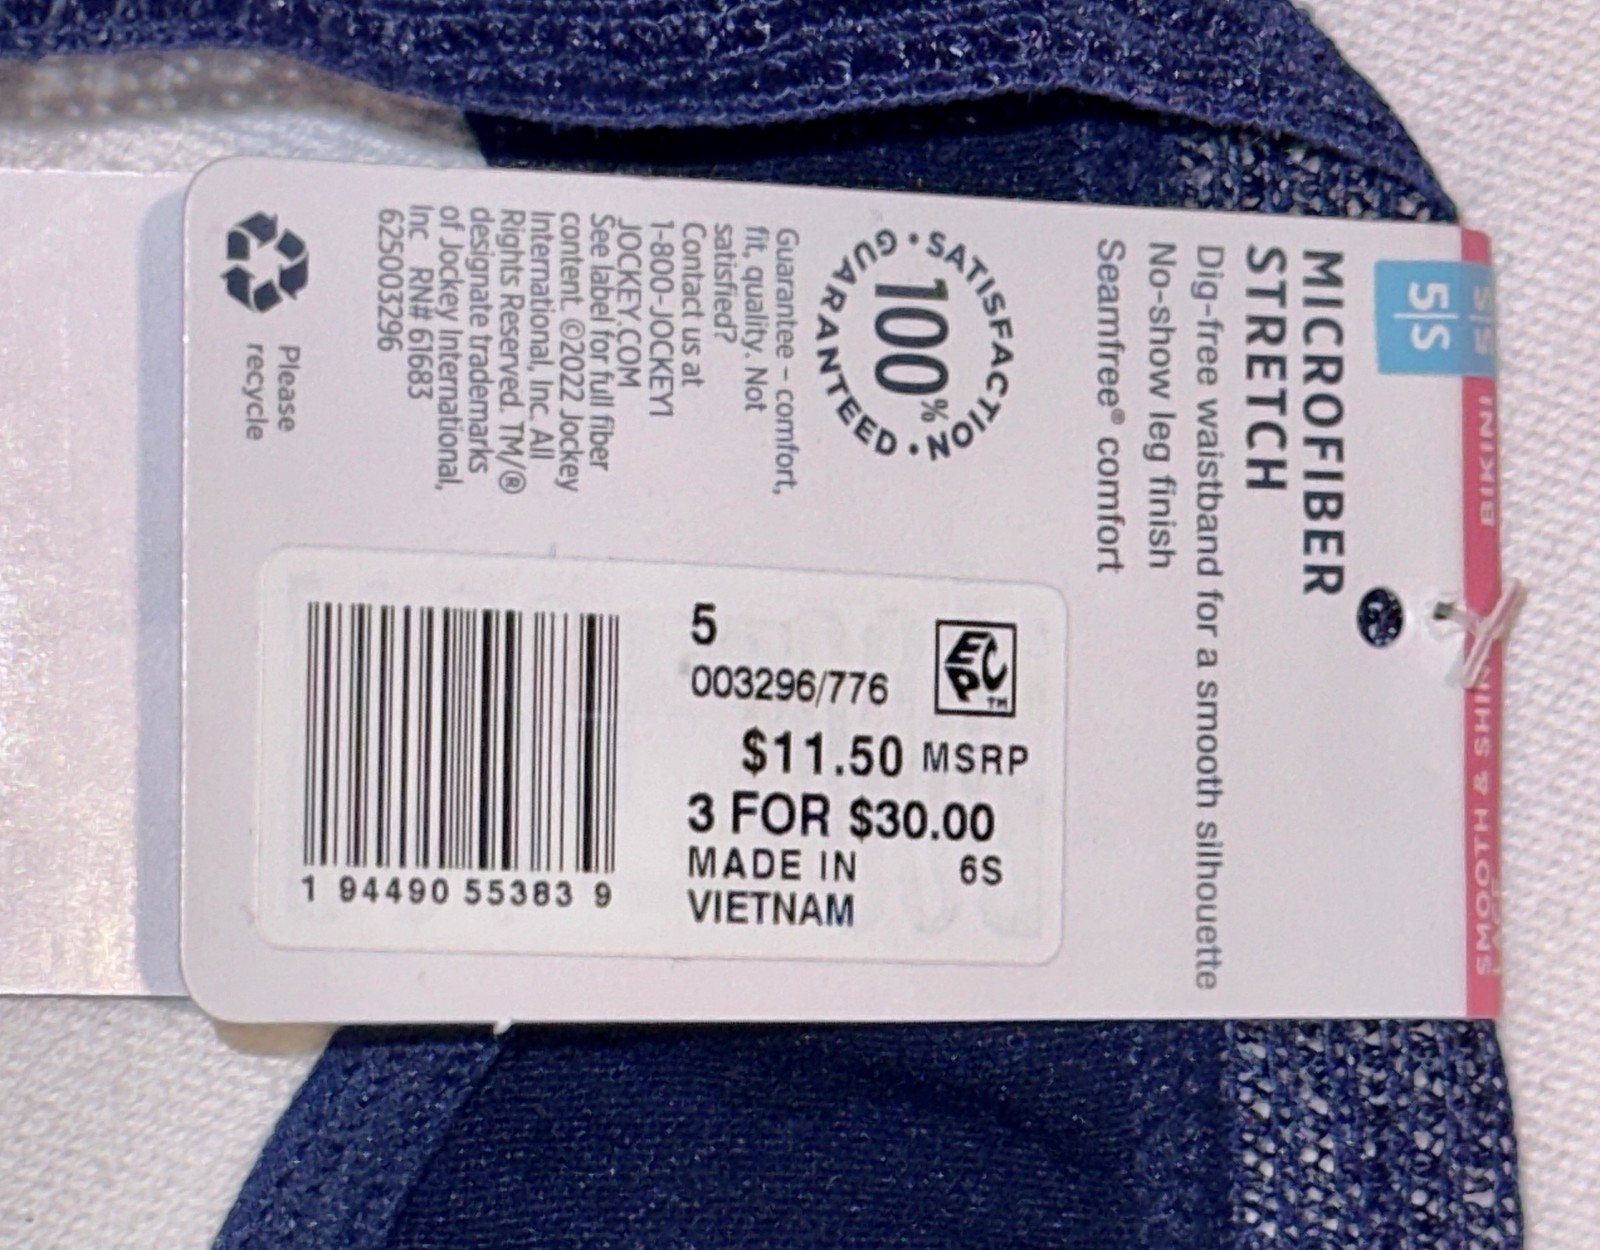 5|S
MICROFIBER
STRETCH
Dig-free waistband for a smooth silhouette
No-show leg finish
Seamfree® comfort
• SATISFACTION • GUARANTEED
100%
Guarantee – comfort,
fit, quality. Not
satisfied?
Contact us at
1-800-JOCKEY1
JOCKEY.COM
See label for full fiber
content. ©2022 Jockey
International, Inc. All
Rights Reserved. TM/®
designate trademarks
of Jockey International,
Inc RN# 61683
625003296
Please
recycle
5
003296/776
ECUP™
$11.50 MSRP
3 FOR $30.00
MADE IN 6S
VIETNAM
1 94490 55383 9
S|S
BIKINI
SMOOTH & SHIN